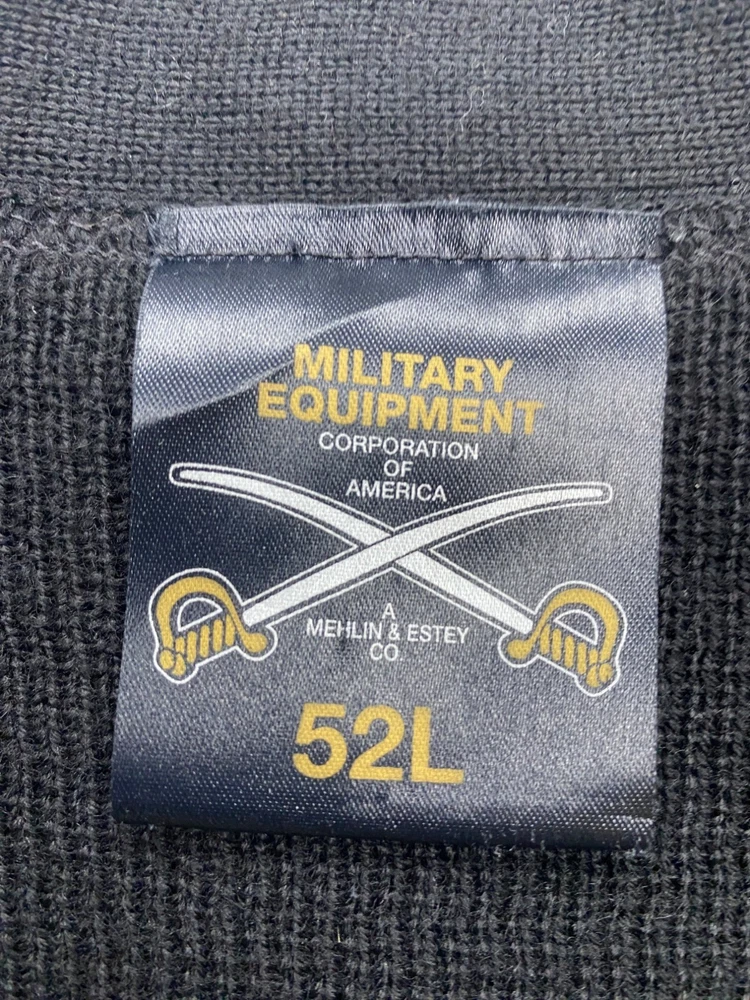 MILITARY
EQUIPMENT
CORPORATION
OF
AMERICA
A
MEHLIN & ESTEY
CO.
52L